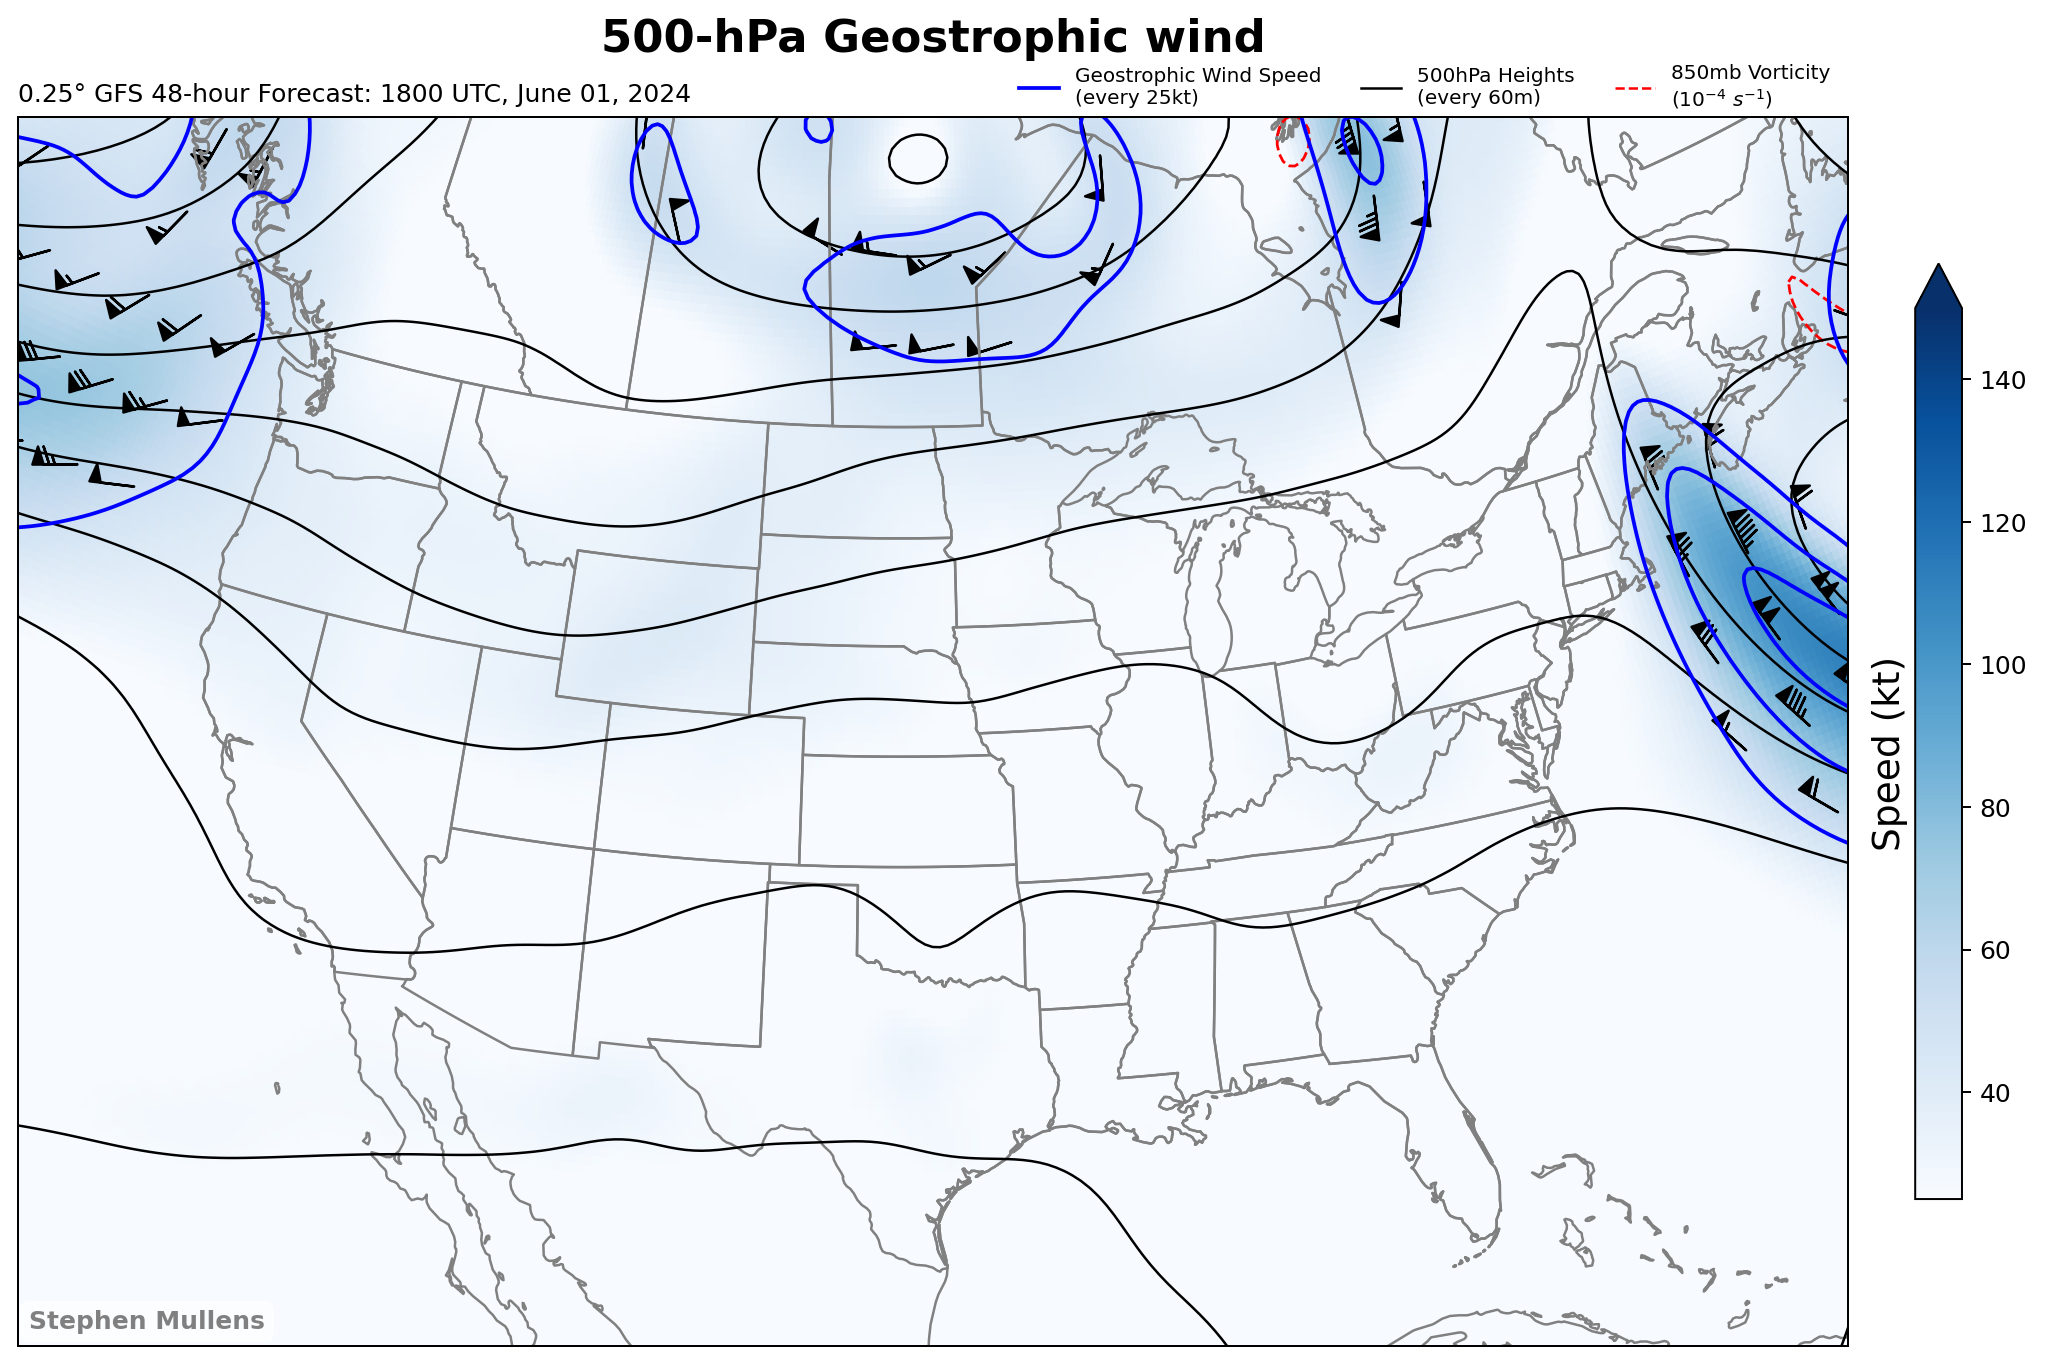 500-hPa Geostrophic wind
0.25° GFS 48-hour Forecast: 1800 UTC, June 01, 2024
Geostrophic Wind Speed
(every 25kt)
500hPa Heights
(every 60m)
850mb Vorticity
(10⁻⁴ s⁻¹)
140
120
100
80
60
40
Speed (kt)
Stephen Mullens